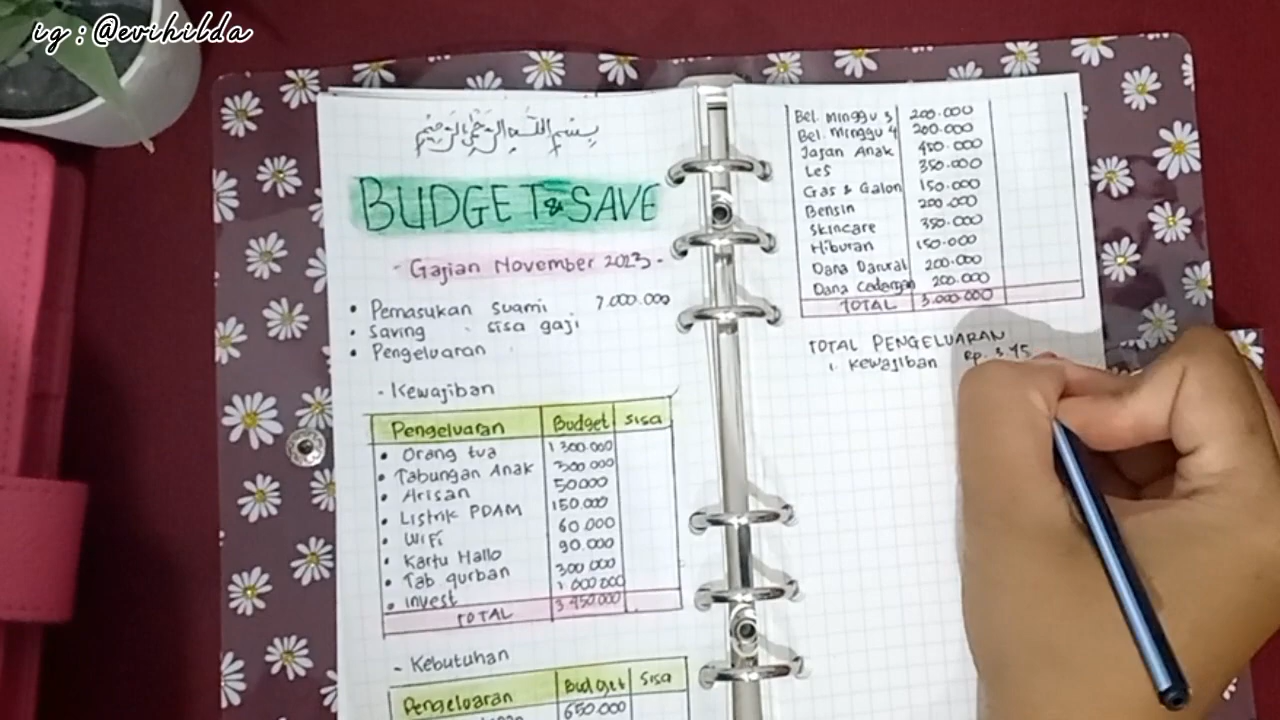 ig : @evihilda
بِسْمِ اللَّهِ الرَّحْمَنِ الرَّحِيمِ
BUDGET & SAVE
- Gajian November 2023 -
• Pemasukan suami 7.000.000
• Saving - sisa gaji
• Pengeluaran
- Kewajiban
Pengeluaran Budget Sisa
• Orang tua 1.300.000
• Tabungan Anak 300.000
• Arisan 50.000
• Listrik PDAM 150.000
• Wifi 60.000
• Kartu Hallo 90.000
• Tab qurban 300.000
• invest 1.000.000
TOTAL 3.450.000
- Kebutuhan
Pengeluaran Budget Sisa
650.000
Bel. Minggu 3 200.000
Bel. Minggu 4 200.000
Jajan Anak 450.000
Les 350.000
Gas & Galon 150.000
Bensin 200.000
Skincare 350.000
Hiburan 150.000
Dana Darurat 200.000
Dana Cadangan 200.000
TOTAL 3.000.000
TOTAL PENGELUARAN
1. Kewajiban Rp. 3.45